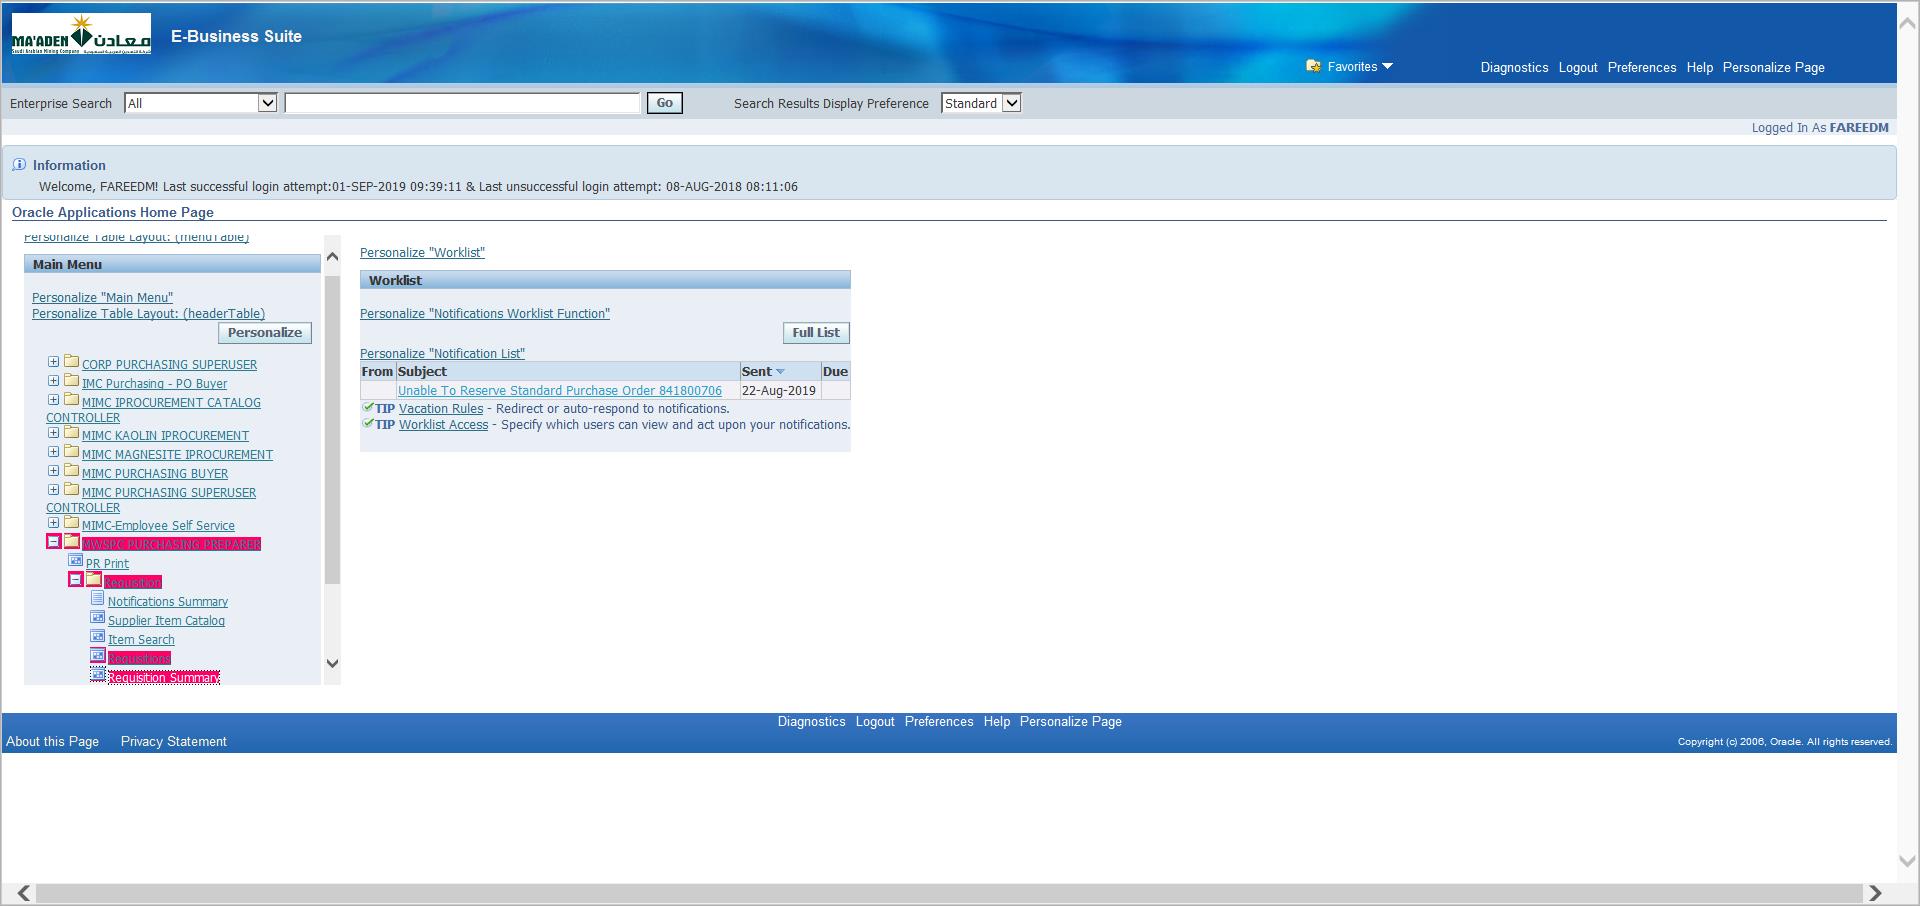 MA'ADEN معادن
Saudi Arabian Mining Company
E-Business Suite
Favorites
Diagnostics Logout Preferences Help Personalize Page
Enterprise Search All Go Search Results Display Preference Standard
Logged In As FAREEDM
Information
Welcome, FAREEDM! Last successful login attempt:01-SEP-2019 09:39:11 & Last unsuccessful login attempt: 08-AUG-2018 08:11:06
Oracle Applications Home Page
Personalize Table Layout: (menuTable)
Main Menu
Personalize "Main Menu"
Personalize Table Layout: (headerTable)
Personalize
CORP PURCHASING SUPERUSER
IMC Purchasing - PO Buyer
MIMC IPROCUREMENT CATALOG
CONTROLLER
MIMC KAOLIN IPROCUREMENT
MIMC MAGNESITE IPROCUREMENT
MIMC PURCHASING BUYER
MIMC PURCHASING SUPERUSER
CONTROLLER
MIMC-Employee Self Service
MWSPC PURCHASING PREPARER
PR Print
Requisition
Notifications Summary
Supplier Item Catalog
Item Search
Requisitions
Requisition Summary
Personalize "Worklist"
Worklist
Personalize "Notifications Worklist Function"
Full List
Personalize "Notification List"
From Subject Sent Due
Unable To Reserve Standard Purchase Order 841800706 22-Aug-2019
TIP Vacation Rules - Redirect or auto-respond to notifications.
TIP Worklist Access - Specify which users can view and act upon your notifications.
Diagnostics Logout Preferences Help Personalize Page
About this Page Privacy Statement
Copyright (c) 2006, Oracle. All rights reserved.